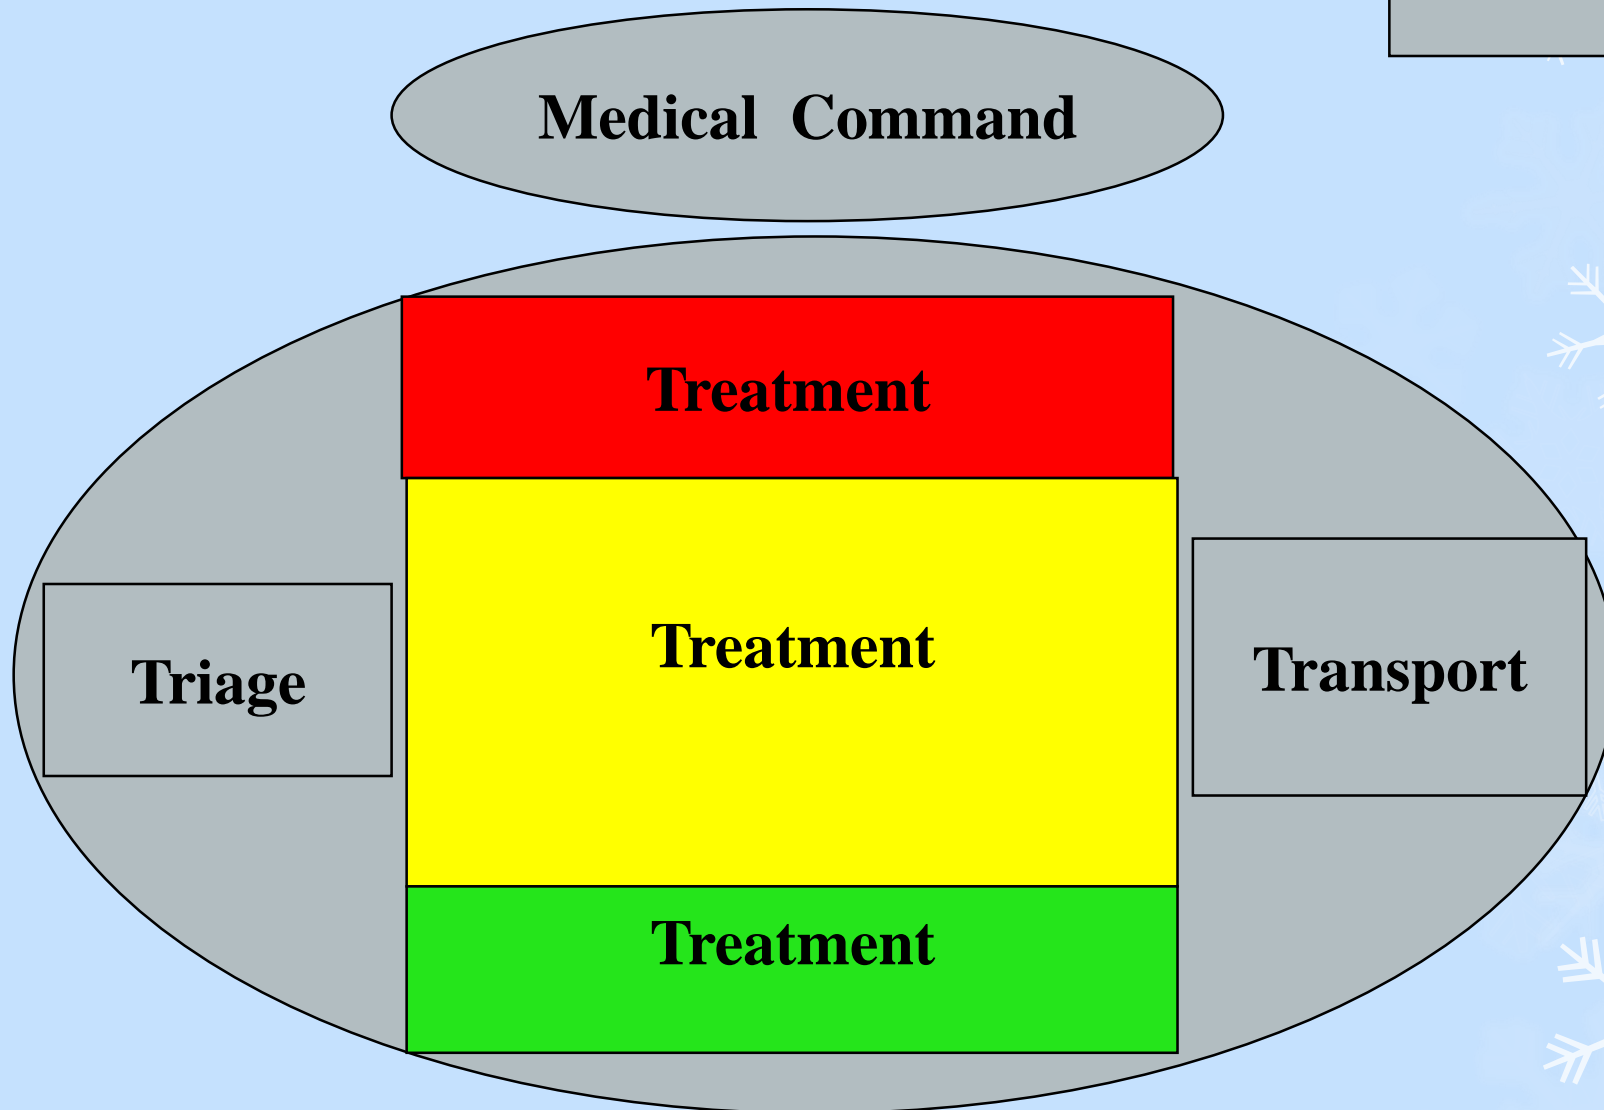 Medical Command
Treatment
Treatment
Triage
Transport
Treatment